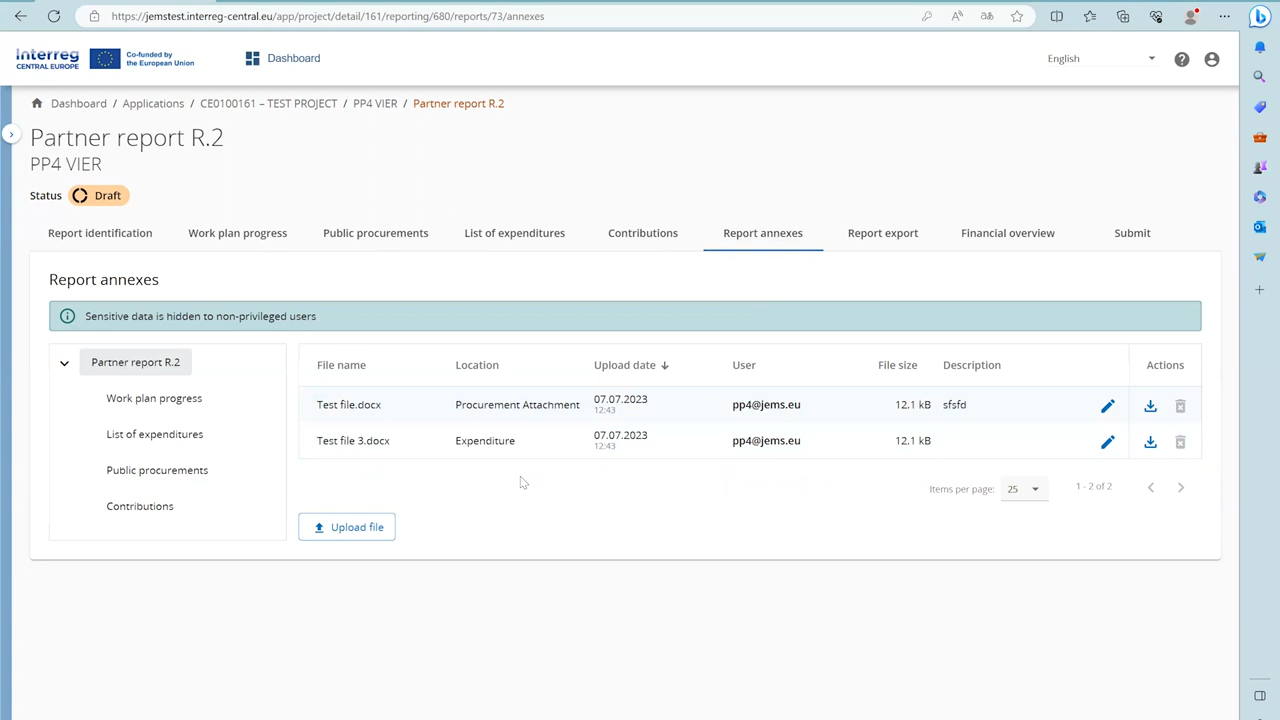 https://jemstest.interreg-central.eu/app/project/detail/161/reporting/680/reports/73/annexes
Interreg
CENTRAL EUROPE
Co-funded by
the European Union
Dashboard
English
Dashboard / Applications / CE0100161 – TEST PROJECT / PP4 VIER / Partner report R.2
Partner report R.2
PP4 VIER
Status Draft
Report identification Work plan progress Public procurements List of expenditures Contributions Report annexes Report export Financial overview Submit
Report annexes
Sensitive data is hidden to non-privileged users
Partner report R.2
Work plan progress
List of expenditures
Public procurements
Contributions
File name Location Upload date User File size Description Actions
Test file.docx Procurement Attachment 07.07.2023 12:43 pp4@jems.eu 12.1 kB sfsfd
Test file 3.docx Expenditure 07.07.2023 12:43 pp4@jems.eu 12.1 kB
Items per page: 25 1 - 2 of 2
Upload file